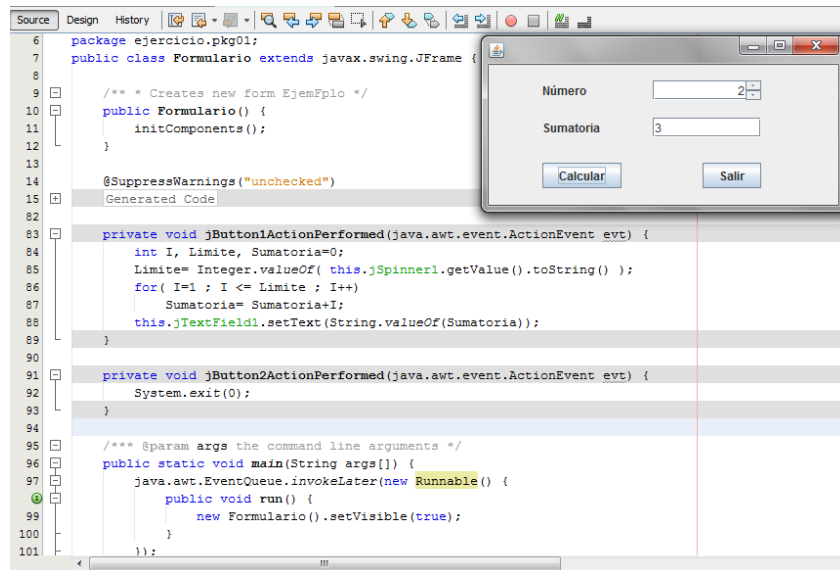 Source Design History
6 package ejercicio.pkg01;
7 public class Formulario extends javax.swing.JFrame {
8
9 /** * Creates new form EjemFplo */
10 public Formulario() {
11 initComponents();
12 }
13
14 @SuppressWarnings("unchecked")
15 Generated Code
82
83 private void jButton1ActionPerformed(java.awt.event.ActionEvent evt) {
84 int I, Limite, Sumatoria=0;
85 Limite= Integer.valueOf( this.jSpinner1.getValue().toString() );
86 for( I=1 ; I <= Limite ; I++)
87 Sumatoria= Sumatoria+I;
88 this.jTextField1.setText(String.valueOf(Sumatoria));
89 }
90
91 private void jButton2ActionPerformed(java.awt.event.ActionEvent evt) {
92 System.exit(0);
93 }
94
95 /*** @param args the command line arguments */
96 public static void main(String args[]) {
97 java.awt.EventQueue.invokeLater(new Runnable() {
public void run() {
99 new Formulario().setVisible(true);
100 }
101 });
Número 2
Sumatoria 3
Calcular Salir